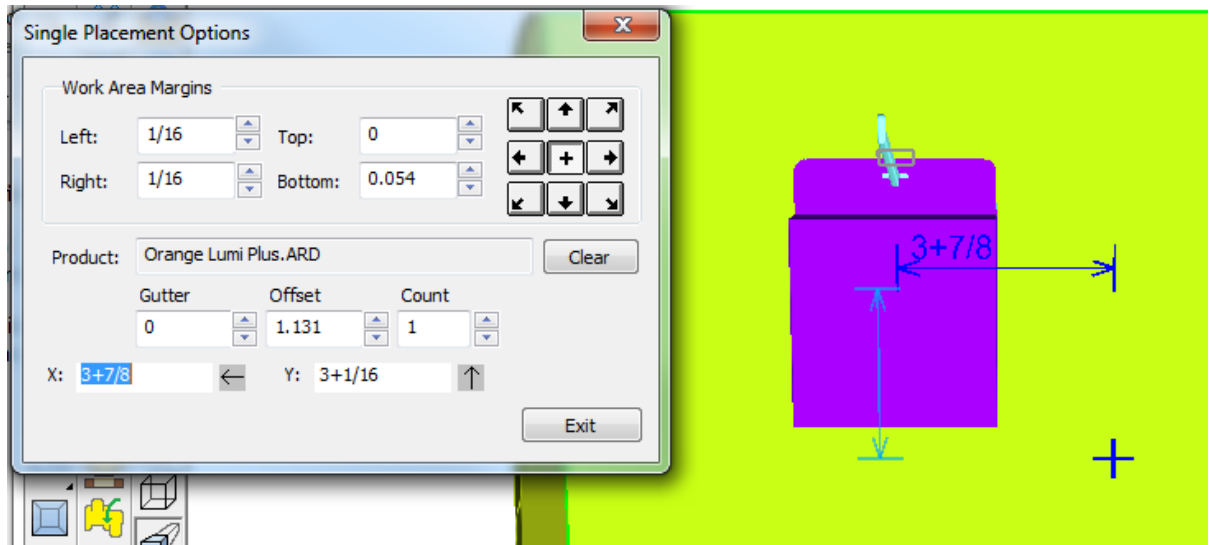 Single Placement Options
Work Area Margins
Left: 1/16 Top: 0
Right: 1/16 Bottom: 0.054
Product: Orange Lumi Plus.ARD Clear
Gutter Offset Count
0 1.131 1
X: 3+7/8 Y: 3+1/16
Exit
3+7/8